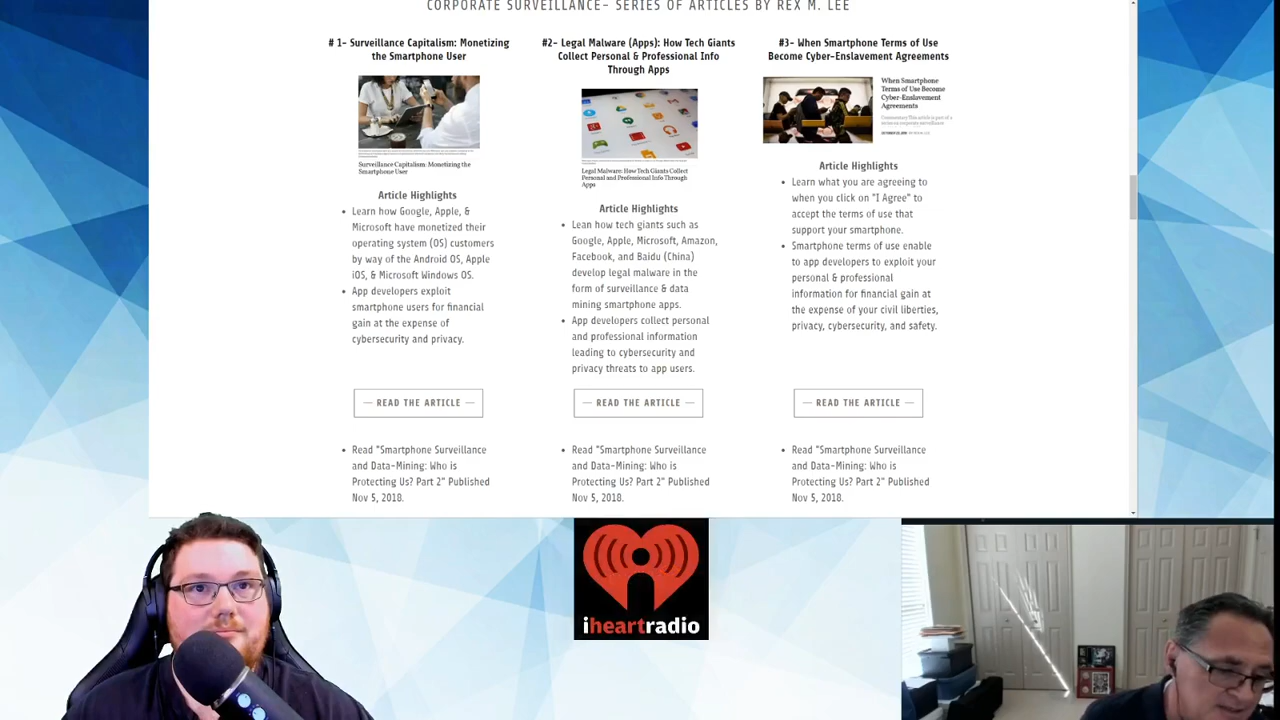 CORPORATE SURVEILLANCE- SERIES OF ARTICLES BY REX M. LEE
# 1- Surveillance Capitalism: Monetizing
the Smartphone User
Surveillance Capitalism: Monetizing the
Smartphone User
Article Highlights
Learn how Google, Apple, &
Microsoft have monetized their
operating system (OS) customers
by way of the Android OS, Apple
iOS, & Microsoft Windows OS.
App developers exploit
smartphone users for financial
gain at the expense of
cybersecurity and privacy.
— READ THE ARTICLE —
Read "Smartphone Surveillance
and Data-Mining: Who is
Protecting Us? Part 2" Published
Nov 5, 2018.
#2- Legal Malware (Apps): How Tech Giants
Collect Personal & Professional Info
Through Apps
Legal Malware: How Tech Giants Collect
Personal and Professional Info Through
Apps
Article Highlights
Lean how tech giants such as
Google, Apple, Microsoft, Amazon,
Facebook, and Baidu (China)
develop legal malware in the
form of surveillance & data
mining smartphone apps.
App developers collect personal
and professional information
leading to cybersecurity and
privacy threats to app users.
— READ THE ARTICLE —
Read "Smartphone Surveillance
and Data-Mining: Who is
Protecting Us? Part 2" Published
Nov 5, 2018.
#3- When Smartphone Terms of Use
Become Cyber-Enslavement Agreements
When Smartphone
Terms of Use Become
Cyber-Enslavement
Agreements
Article Highlights
Learn what you are agreeing to
when you click on "I Agree" to
accept the terms of use that
support your smartphone.
Smartphone terms of use enable
to app developers to exploit your
personal & professional
information for financial gain at
the expense of your civil liberties,
privacy, cybersecurity, and safety.
— READ THE ARTICLE —
Read "Smartphone Surveillance
and Data-Mining: Who is
Protecting Us? Part 2" Published
Nov 5, 2018.
iheartradio